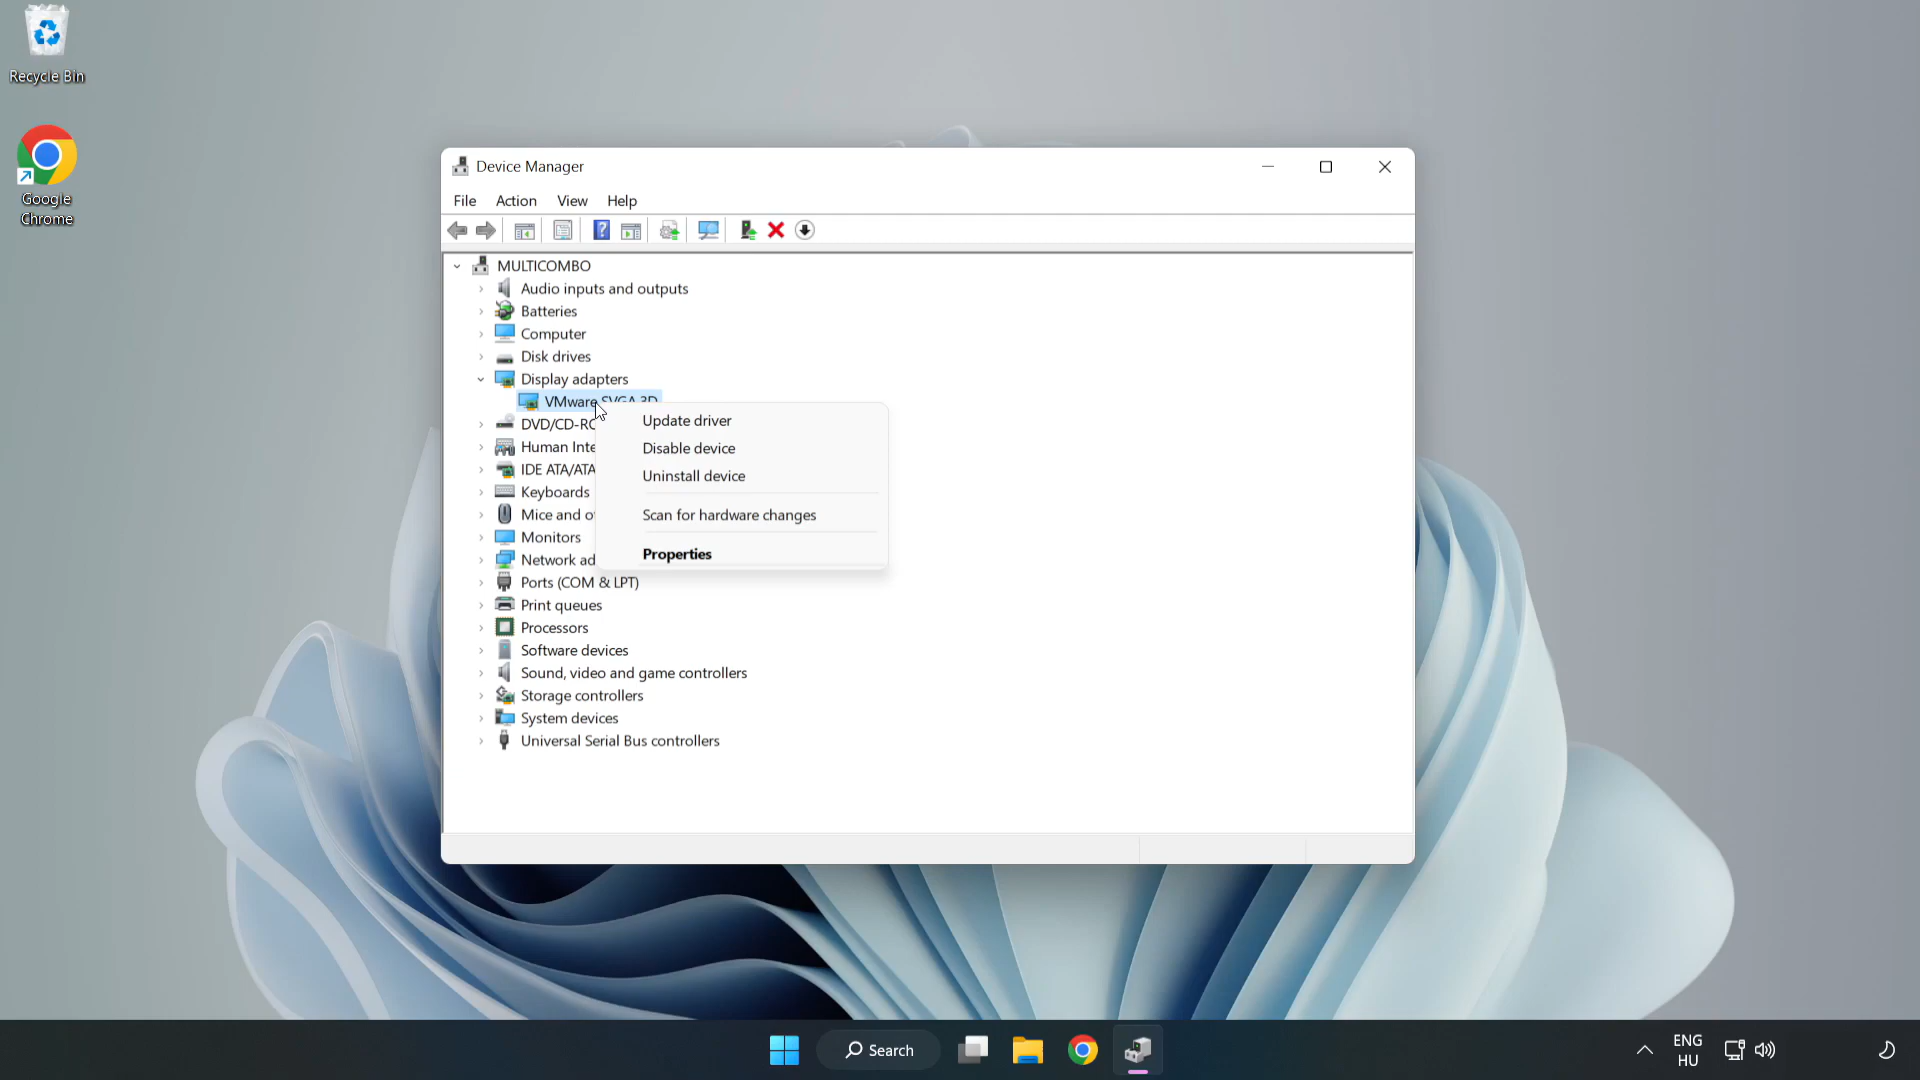 Recycle Bin
Google
Chrome
Device Manager
File Action View Help
MULTICOMBO
Audio inputs and outputs
Batteries
Computer
Disk drives
Display adapters
VMware SVGA 3D
DVD/CD-RO
Human Inte
IDE ATA/ATA
Keyboards
Mice and ot
Monitors
Network ad
Ports (COM & LPT)
Print queues
Processors
Software devices
Sound, video and game controllers
Storage controllers
System devices
Universal Serial Bus controllers
Update driver
Disable device
Uninstall device
Scan for hardware changes
Properties
Search
ENG
HU